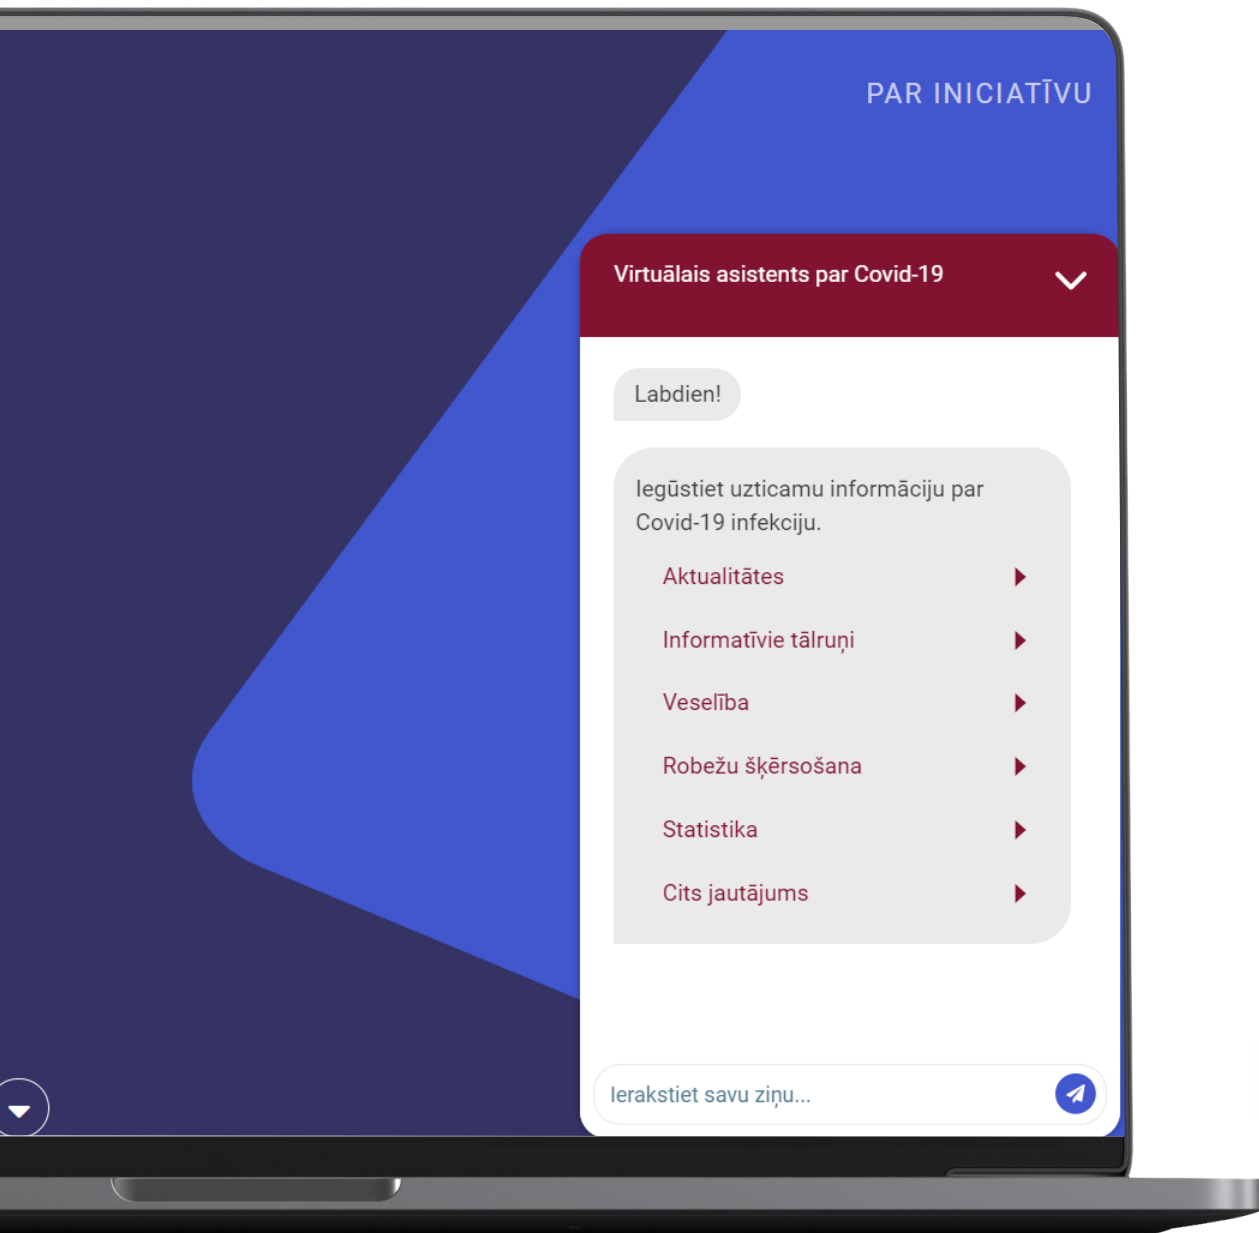 PAR INICIATĪVU
Virtuālais asistents par Covid-19
Labdien!
Iegūstiet uzticamu informāciju par
Covid-19 infekciju.
Aktualitātes
Informatīvie tālruņi
Veselība
Robežu šķērsošana
Statistika
Cits jautājums
Ierakstiet savu ziņu...